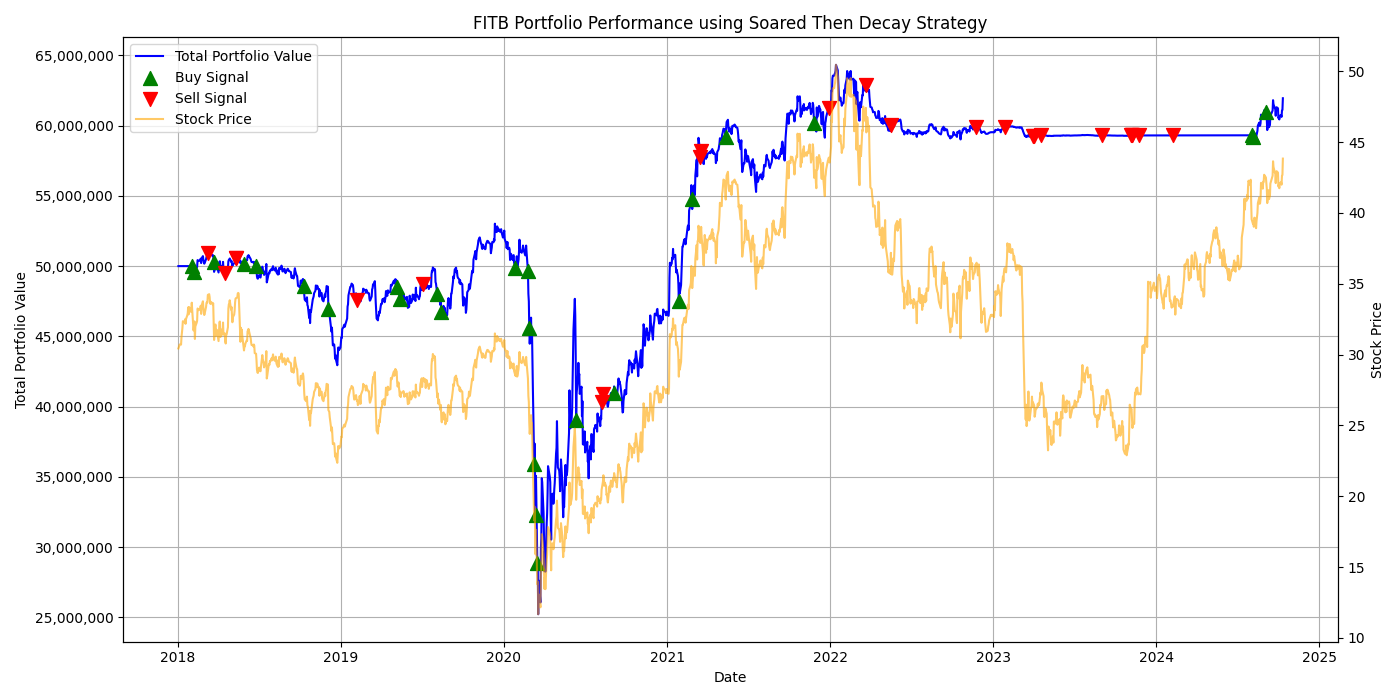 FITB Portfolio Performance using Soared Then Decay Strategy
Total Portfolio Value
Buy Signal
Sell Signal
Stock Price
65,000,000
60,000,000
55,000,000
50,000,000
45,000,000
40,000,000
35,000,000
30,000,000
25,000,000
Total Portfolio Value
50
45
40
35
30
25
20
15
10
Stock Price
2018 2019 2020 2021 2022 2023 2024 2025
Date